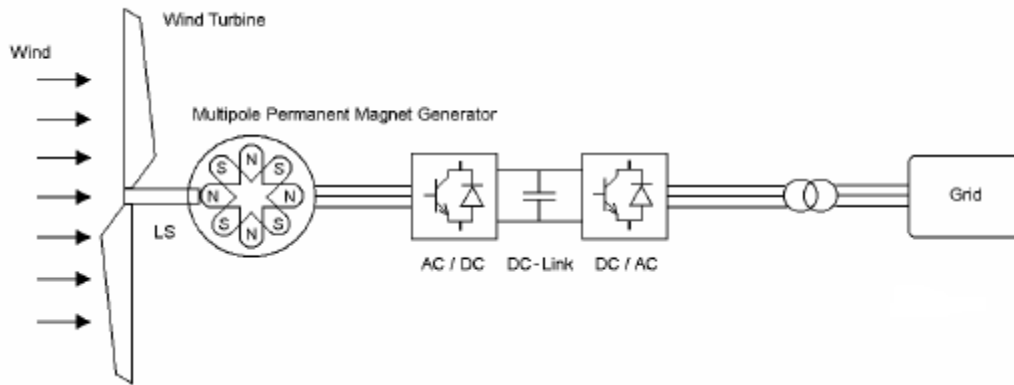 Wind Turbine
Wind
Multipole Permanent Magnet Generator
N
S
S
N
N
S
S
N
LS
AC / DC
DC-Link
DC / AC
Grid